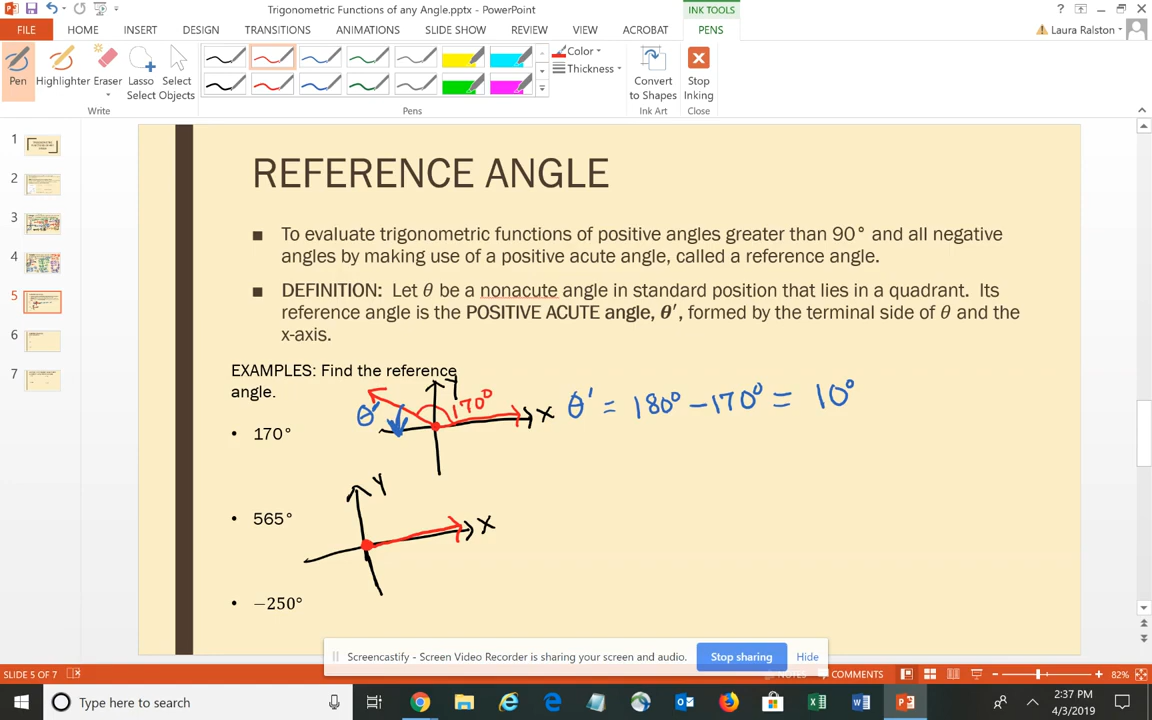 Trigonometric Functions of any Angle.pptx - PowerPoint
INK TOOLS
FILE HOME INSERT DESIGN TRANSITIONS ANIMATIONS SLIDE SHOW REVIEW VIEW ACROBAT PENS
Laura Ralston
Pen Highlighter Eraser Lasso Select Select Objects
Color
Thickness
Convert to Shapes
Stop Inking
Write Pens Ink Art Close
1
2
3
4
5
6
7
REFERENCE ANGLE
To evaluate trigonometric functions of positive angles greater than 90° and all negative
angles by making use of a positive acute angle, called a reference angle.
DEFINITION: Let θ be a nonacute angle in standard position that lies in a quadrant. Its
reference angle is the POSITIVE ACUTE angle, θ′, formed by the terminal side of θ and the
x-axis.
EXAMPLES: Find the reference
angle.
y
θ' 170° x θ' = 180° - 170° = 10°
• 170°
y
• 565°
x
• −250°
Screencastify - Screen Video Recorder is sharing your screen and audio. Stop sharing Hide
SLIDE 5 OF 7 NOTES COMMENTS 82%
Type here to search
2:37 PM
4/3/2019